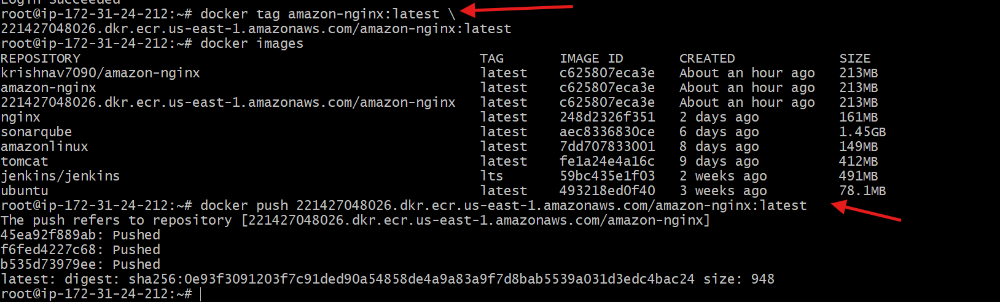 Login Succeeded
root@ip-172-31-24-212:~# docker tag amazon-nginx:latest \
221427048026.dkr.ecr.us-east-1.amazonaws.com/amazon-nginx:latest
root@ip-172-31-24-212:~# docker images
REPOSITORY TAG IMAGE ID CREATED SIZE
krishnav7090/amazon-nginx latest c625807eca3e About an hour ago 213MB
amazon-nginx latest c625807eca3e About an hour ago 213MB
221427048026.dkr.ecr.us-east-1.amazonaws.com/amazon-nginx latest c625807eca3e About an hour ago 213MB
nginx latest 248d2326f351 2 days ago 161MB
sonarqube latest aec8336830ce 6 days ago 1.45GB
amazonlinux latest 7dd707833001 8 days ago 149MB
tomcat latest fe1a24e4a16c 9 days ago 412MB
jenkins/jenkins lts 59bc435e1f03 2 weeks ago 491MB
ubuntu latest 493218ed0f40 3 weeks ago 78.1MB
root@ip-172-31-24-212:~# docker push 221427048026.dkr.ecr.us-east-1.amazonaws.com/amazon-nginx:latest
The push refers to repository [221427048026.dkr.ecr.us-east-1.amazonaws.com/amazon-nginx]
45ea92f889ab: Pushed
f6fed4227c68: Pushed
b535d73979ee: Pushed
latest: digest: sha256:0e93f3091203f7c91ded90a54858de4a9a83a9f7d8bab5539a031d3edc4bac24 size: 948
root@ip-172-31-24-212:~#